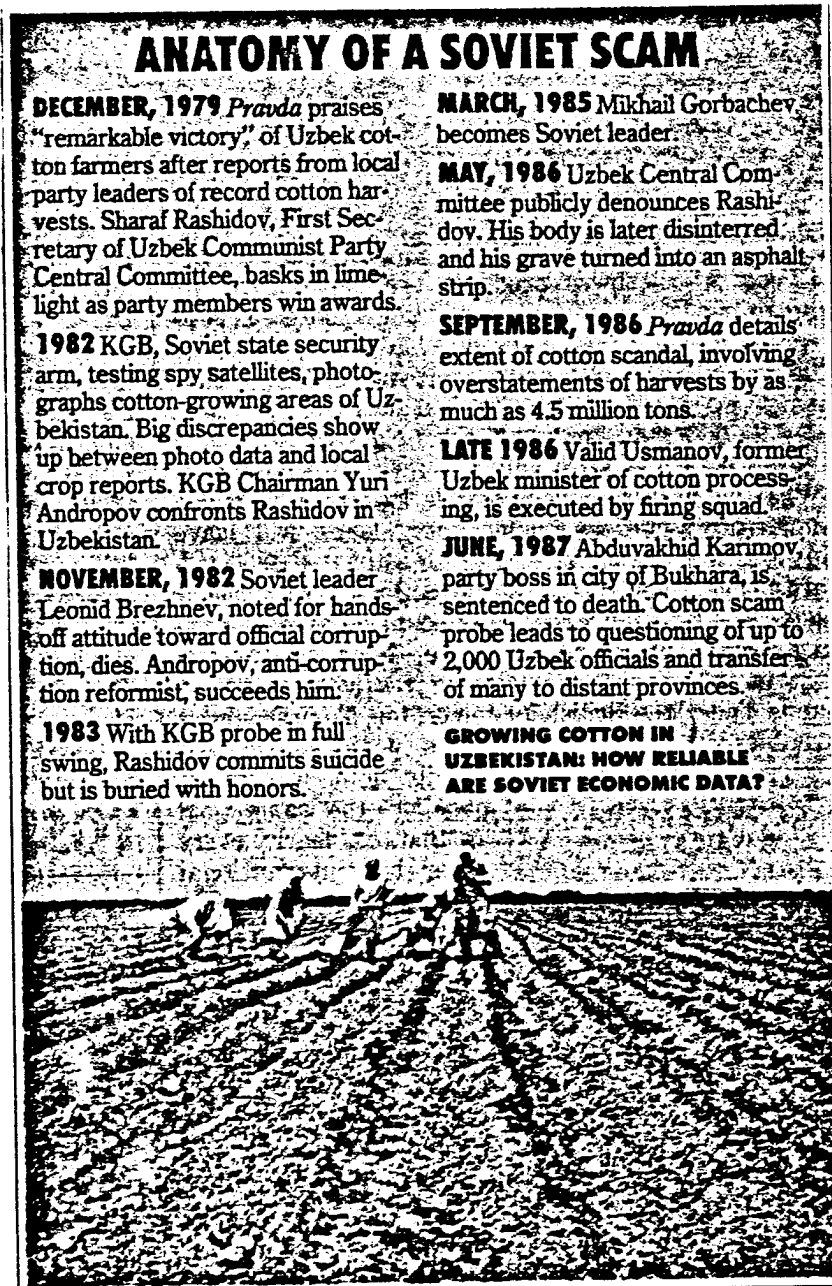 ANATOMY OF A SOVIET SCAM
DECEMBER, 1979 Pravda praises
"remarkable victory" of Uzbek cot-
ton farmers after reports from local
party leaders of record cotton har-
vests. Sharaf Rashidov, First Sec-
retary of Uzbek Communist Party
Central Committee, basks in lime-
light as party members win awards.
1982 KGB, Soviet state security
arm, testing spy satellites, photo-
graphs cotton-growing areas of Uz-
bekistan. Big discrepancies show
up between photo data and local
crop reports. KGB Chairman Yuri
Andropov confronts Rashidov in
Uzbekistan.
NOVEMBER, 1982 Soviet leader
Leonid Brezhnev, noted for hands-
off attitude toward official corrup-
tion, dies. Andropov, anti-corrup-
tion reformist, succeeds him.
1983 With KGB probe in full
swing, Rashidov commits suicide
but is buried with honors.
MARCH, 1985 Mikhail Gorbachev
becomes Soviet leader.
MAY, 1986 Uzbek Central Com-
mittee publicly denounces Rashi-
dov. His body is later disinterred
and his grave turned into an asphalt
strip.
SEPTEMBER, 1986 Pravda details
extent of cotton scandal, involving
overstatements of harvests by as
much as 4.5 million tons.
LATE 1986 Valid Usmanov, former
Uzbek minister of cotton process-
ing, is executed by firing squad.
JUNE, 1987 Abduvakhid Karimov,
party boss in city of Bukhara, is
sentenced to death. Cotton scam
probe leads to questioning of up to
2,000 Uzbek officials and transfer
of many to distant provinces.
GROWING COTTON IN
UZBEKISTAN: HOW RELIABLE
ARE SOVIET ECONOMIC DATA?